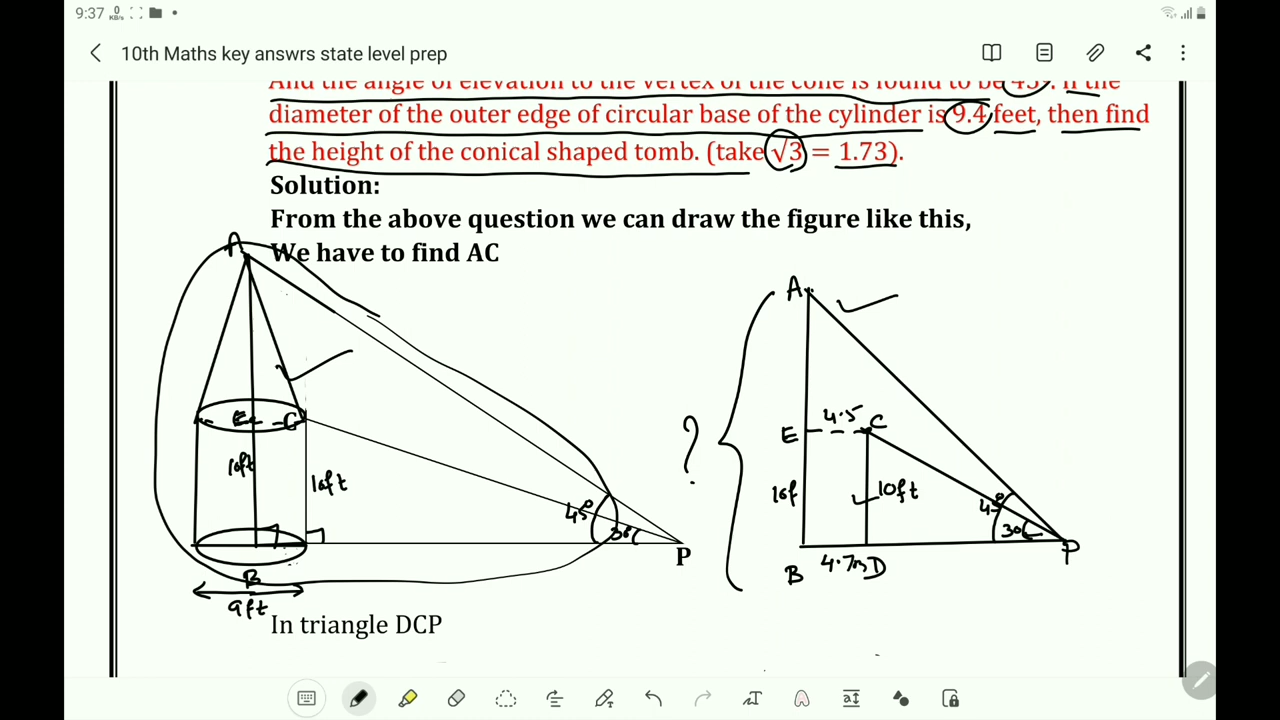 9:37 0 KB/s
10th Maths key answrs state level prep
And the angle of elevation to the vertex of the cone is found to be 45°. If the
diameter of the outer edge of circular base of the cylinder is 9.4 feet, then find
the height of the conical shaped tomb. (take √3 = 1.73).
Solution:
From the above question we can draw the figure like this,
We have to find AC
A
E C
10ft
10ft
45° 30°
P
B
9ft
?
A
4.5
E C
10f 10ft
45°
30
P
B 4.7 D
In triangle DCP